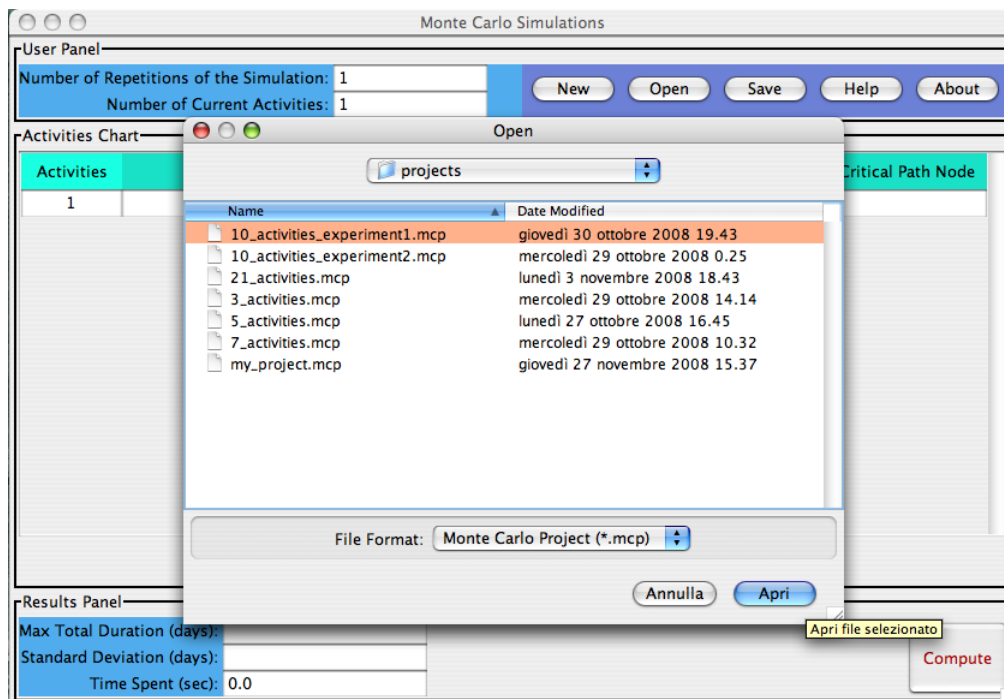 Monte Carlo Simulations
User Panel
Number of Repetitions of the Simulation: 1
Number of Current Activities: 1
New Open Save Help About
Activities Chart
Activities Critical Path Node
1
Open
projects
Name Date Modified
10_activities_experiment1.mcp giovedì 30 ottobre 2008 19.43
10_activities_experiment2.mcp mercoledì 29 ottobre 2008 0.25
21_activities.mcp lunedì 3 novembre 2008 18.43
3_activities.mcp mercoledì 29 ottobre 2008 14.14
5_activities.mcp lunedì 27 ottobre 2008 16.45
7_activities.mcp mercoledì 29 ottobre 2008 10.32
my_project.mcp giovedì 27 novembre 2008 15.37
File Format: Monte Carlo Project (*.mcp)
Annulla Apri
Apri file selezionato
Results Panel
Max Total Duration (days):
Standard Deviation (days):
Time Spent (sec): 0.0
Compute